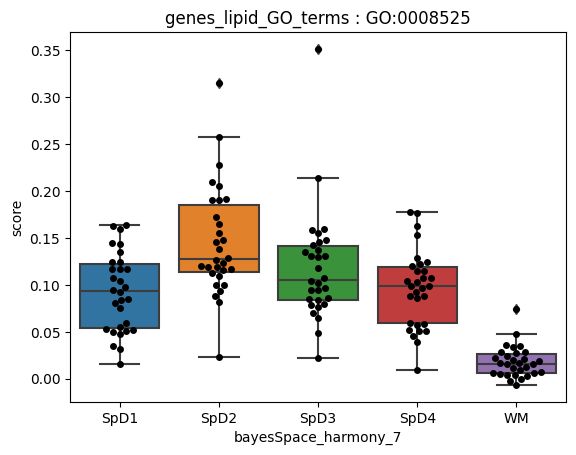 genes_lipid_GO_terms : GO:0008525
score
0.35
0.30
0.25
0.20
0.15
0.10
0.05
0.00
SpD1 SpD2 SpD3 SpD4 WM
bayesSpace_harmony_7